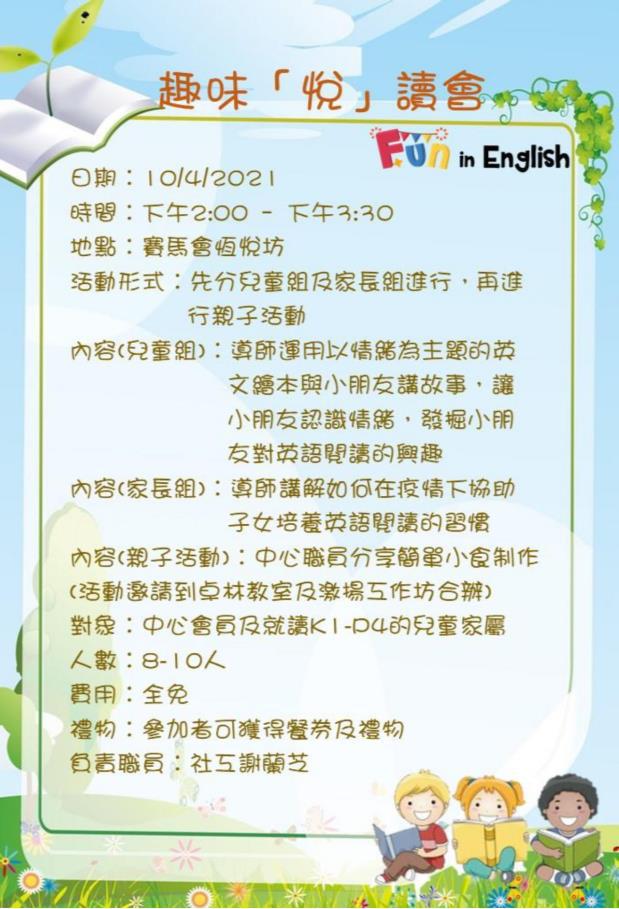 趣味「悅」讀會
Fun in English
日期：10/4/2021
時間：下午2:00 - 下午3:30
地點：賽馬會恆悅坊
活動形式：先分兒童組及家長組進行，再進
行親子活動
內容(兒童組)：導師運用以情緒為主題的英
文繪本與小朋友講故事，讓
小朋友認識情緒，發掘小朋
友對英語閱讀的興趣
內容(家長組)：導師講解如何在疫情下協助
子女培養英語閱讀的習慣
內容(親子活動)：中心職員分享簡單小食制作
(活動邀請到卓林教室及激揚工作坊合辦)
對象：中心會員及就讀K1-P4的兒童家屬
人數：8-10人
費用：全免
禮物：參加者可獲得餐券及禮物
負責職員：社工謝蘭芝